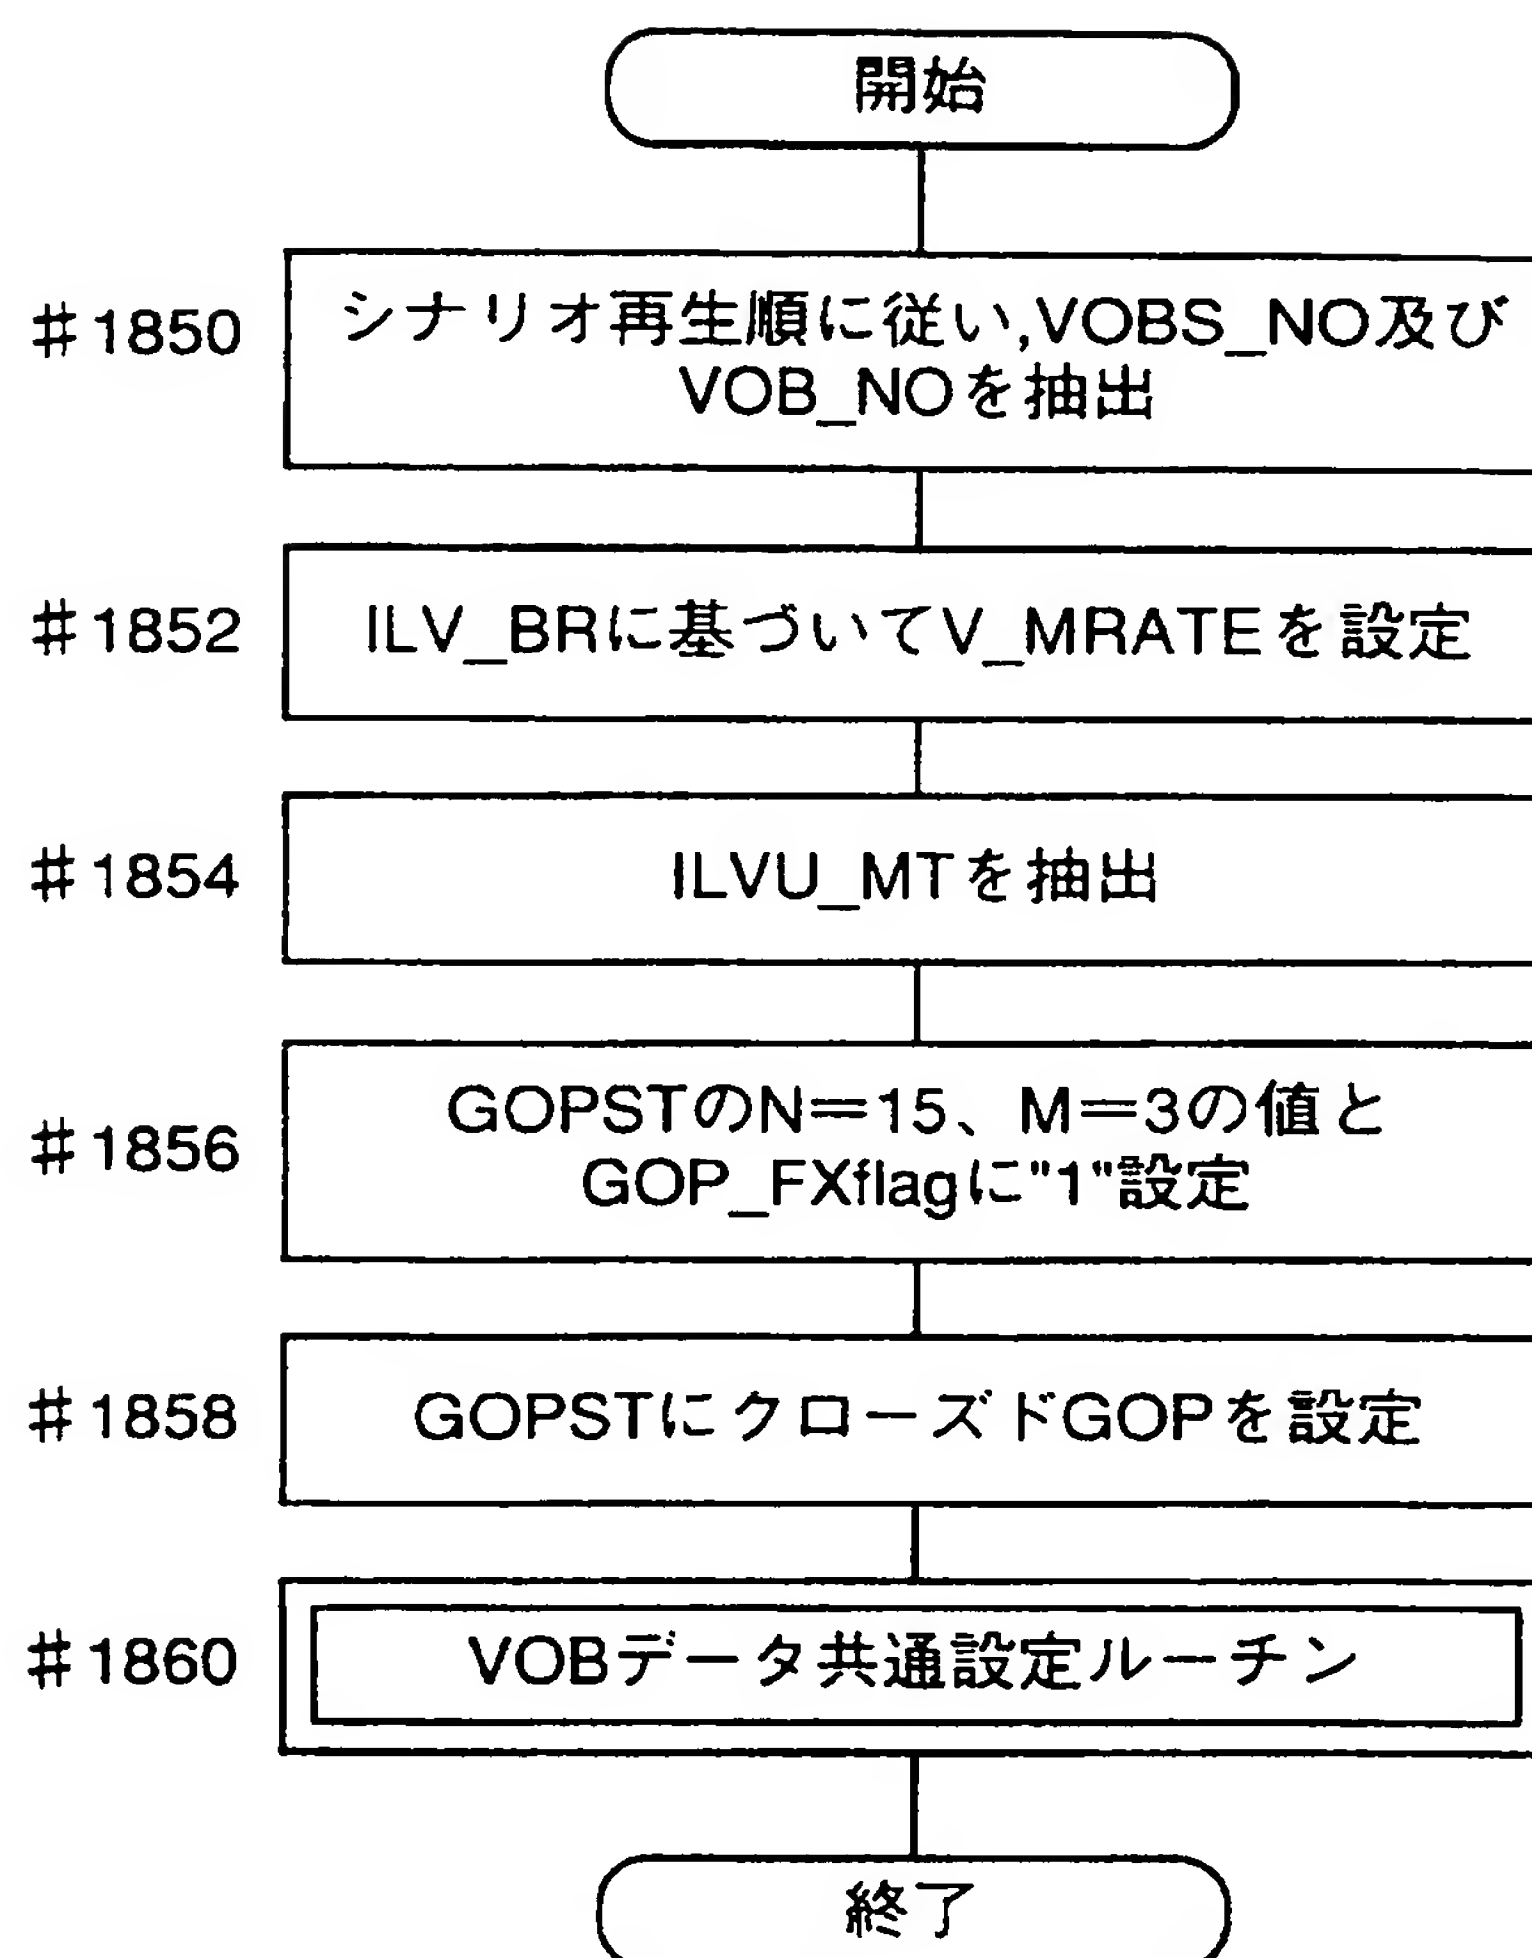 開始
#1850
シナリオ再生順に従い,VOBS_NO及び
VOB_NOを抽出
#1852
ILV_BRに基づいてV_MRATEを設定
#1854
ILVU_MTを抽出
#1856
GOPSTのN=15、M=3の値と
GOP_FXflagに"1"設定
#1858
GOPSTにクローズドGOPを設定
#1860
VOBデータ共通設定ルーチン
終了